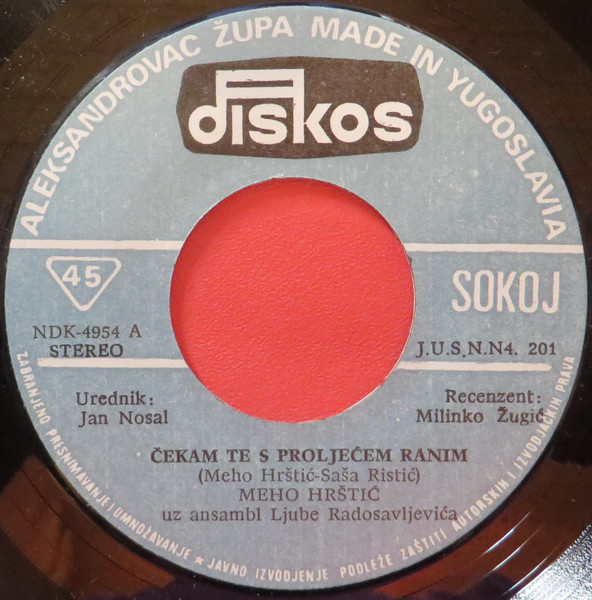 ALEKSANDROVAC ŽUPA MADE IN YUGOSLAVIA
diskos
45
SOKOJ
NDK-4954 A
STEREO
J.U.S.N.N4. 201
Urednik:
Jan Nosal
Recenzent:
Milinko Žugić
ČEKAM TE S PROLJEĆEM RANIM
(Meho Hrštić-Saša Ristić)
MEHO HRŠTIĆ
uz ansambl Ljube Radosavljevića
ZABRANJENO PRESNIMAVANJE I UMNOŽAVANJE ★ JAVNO IZVODJENJE PODLEŽE ZAŠTITI AUTORSKIH I IZVODJAČKIH PRAVA